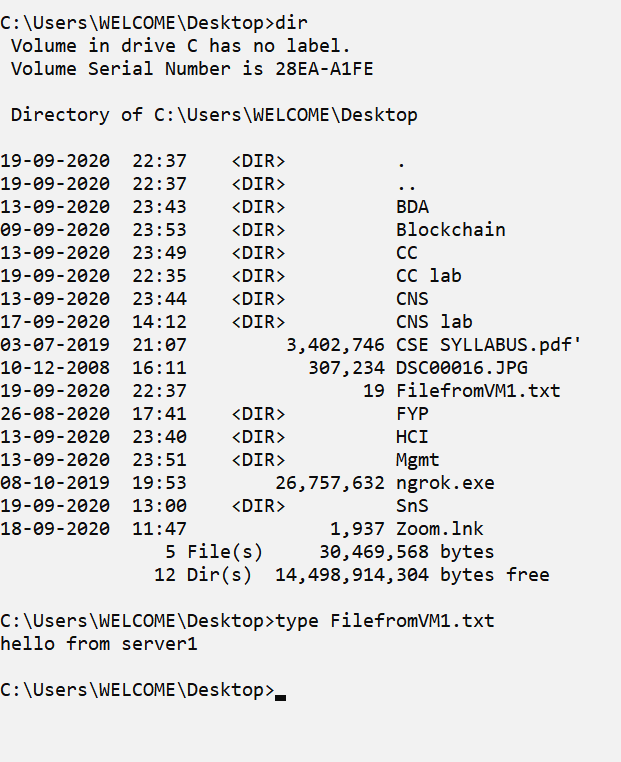 C:\Users\WELCOME\Desktop>dir
 Volume in drive C has no label.
 Volume Serial Number is 28EA-A1FE

 Directory of C:\Users\WELCOME\Desktop

19-09-2020  22:37    <DIR>          .
19-09-2020  22:37    <DIR>          ..
13-09-2020  23:43    <DIR>          BDA
09-09-2020  23:53    <DIR>          Blockchain
13-09-2020  23:49    <DIR>          CC
19-09-2020  22:35    <DIR>          CC lab
13-09-2020  23:44    <DIR>          CNS
17-09-2020  14:12    <DIR>          CNS lab
03-07-2019  21:07         3,402,746 CSE SYLLABUS.pdf'
10-12-2008  16:11           307,234 DSC00016.JPG
19-09-2020  22:37                19 FilefromVM1.txt
26-08-2020  17:41    <DIR>          FYP
13-09-2020  23:40    <DIR>          HCI
13-09-2020  23:51    <DIR>          Mgmt
08-10-2019  19:53        26,757,632 ngrok.exe
19-09-2020  13:00    <DIR>          SnS
18-09-2020  11:47             1,937 Zoom.lnk
               5 File(s)     30,469,568 bytes
              12 Dir(s)  14,498,914,304 bytes free

C:\Users\WELCOME\Desktop>type FilefromVM1.txt
hello from server1

C:\Users\WELCOME\Desktop>